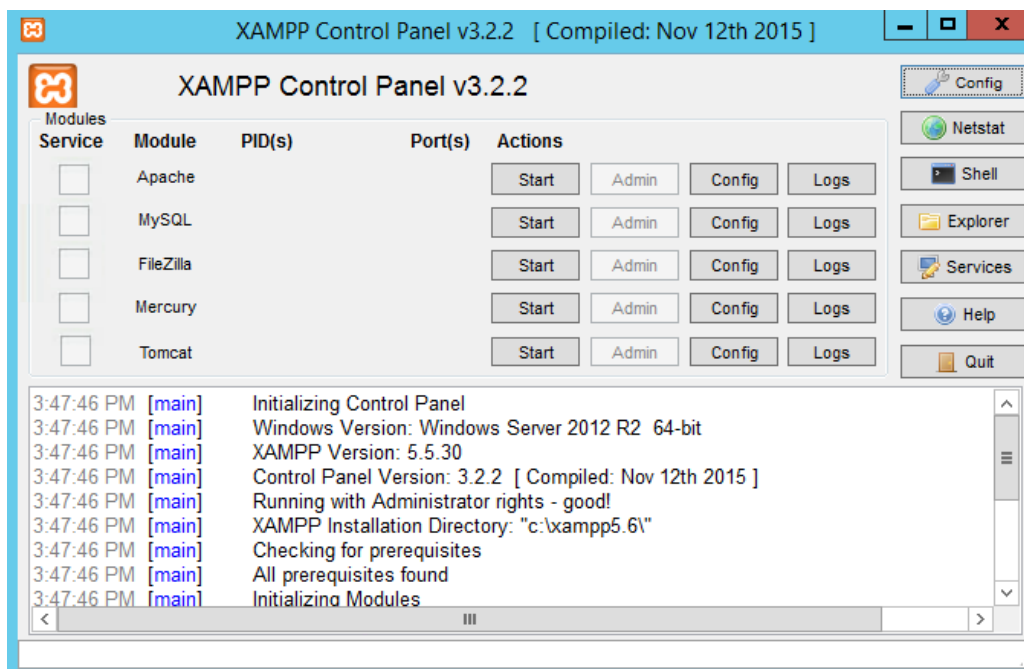 XAMPP Control Panel v3.2.2 [ Compiled: Nov 12th 2015 ]
XAMPP Control Panel v3.2.2
Config
Netstat
Shell
Explorer
Services
Help
Quit
Modules
Service Module PID(s) Port(s) Actions
Apache Start Admin Config Logs
MySQL Start Admin Config Logs
FileZilla Start Admin Config Logs
Mercury Start Admin Config Logs
Tomcat Start Admin Config Logs
3:47:46 PM [main] Initializing Control Panel
3:47:46 PM [main] Windows Version: Windows Server 2012 R2 64-bit
3:47:46 PM [main] XAMPP Version: 5.5.30
3:47:46 PM [main] Control Panel Version: 3.2.2 [ Compiled: Nov 12th 2015 ]
3:47:46 PM [main] Running with Administrator rights - good!
3:47:46 PM [main] XAMPP Installation Directory: "c:\xampp5.6\"
3:47:46 PM [main] Checking for prerequisites
3:47:46 PM [main] All prerequisites found
3:47:46 PM [main] Initializing Modules